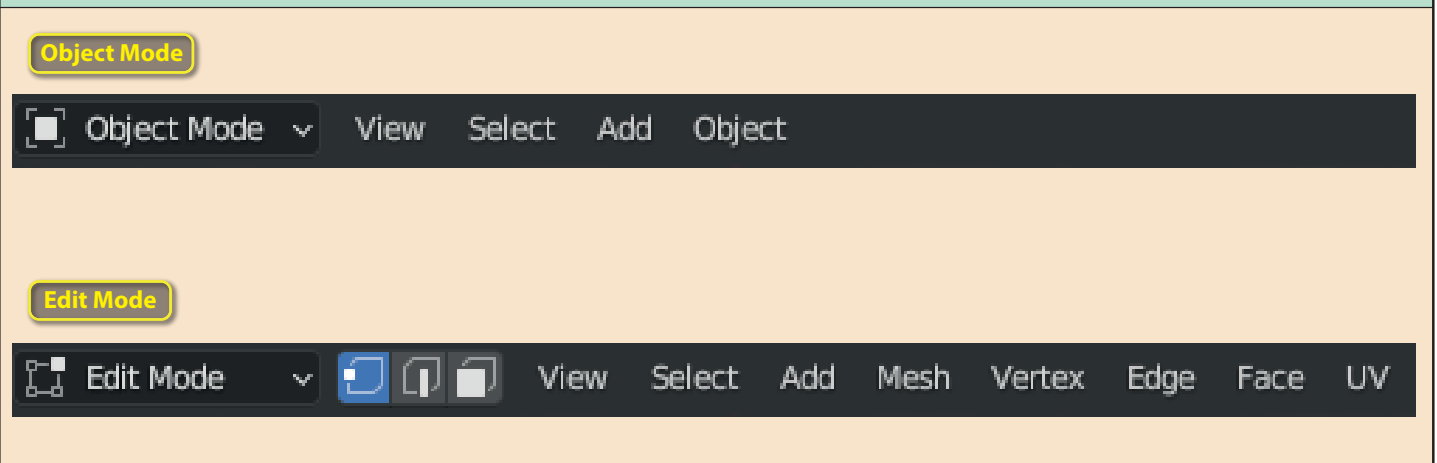 Object Mode
Object Mode View Select Add Object
Edit Mode
Edit Mode View Select Add Mesh Vertex Edge Face UV